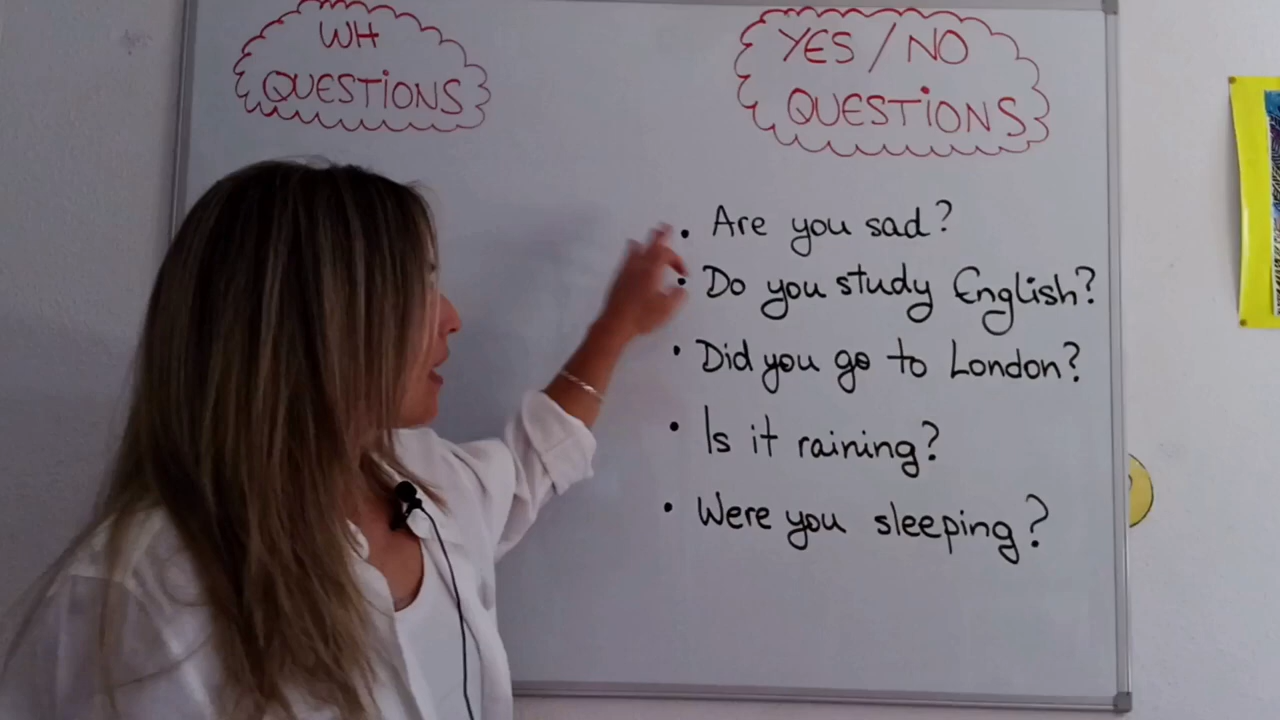 WH
QUESTIONS
YES / NO
QUESTIONS
• Are you sad?
• Do you study English?
• Did you go to London?
• Is it raining?
• Were you sleeping?